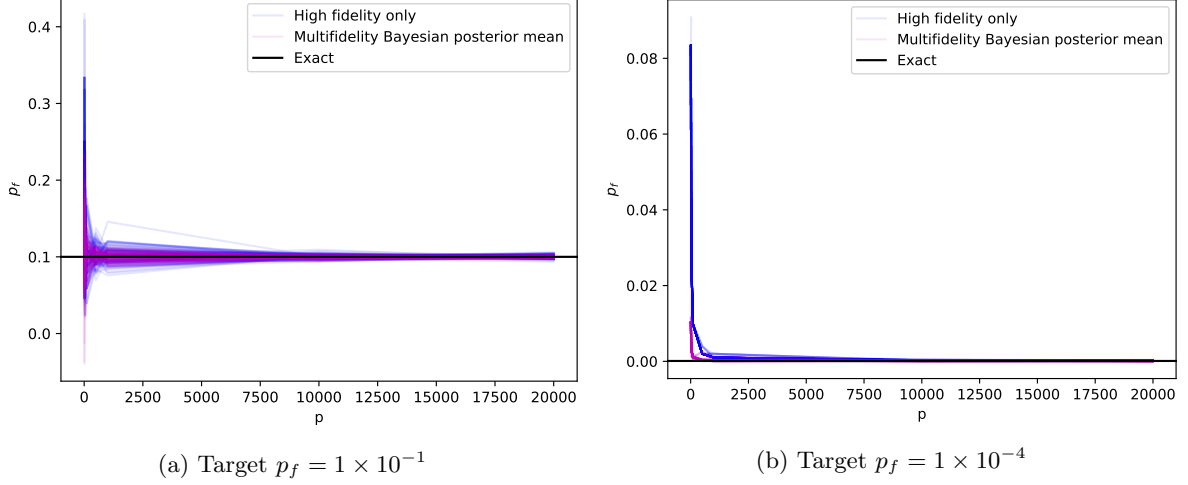 High fidelity only
Multifidelity Bayesian posterior mean
Exact
0.4
0.3
0.2
0.1
0.0
p_f
0 2500 5000 7500 10000 12500 15000 17500 20000
p
(a) Target p_f = 1 × 10^{-1}
High fidelity only
Multifidelity Bayesian posterior mean
Exact
0.08
0.06
0.04
0.02
0.00
p_f
0 2500 5000 7500 10000 12500 15000 17500 20000
p
(b) Target p_f = 1 × 10^{-4}